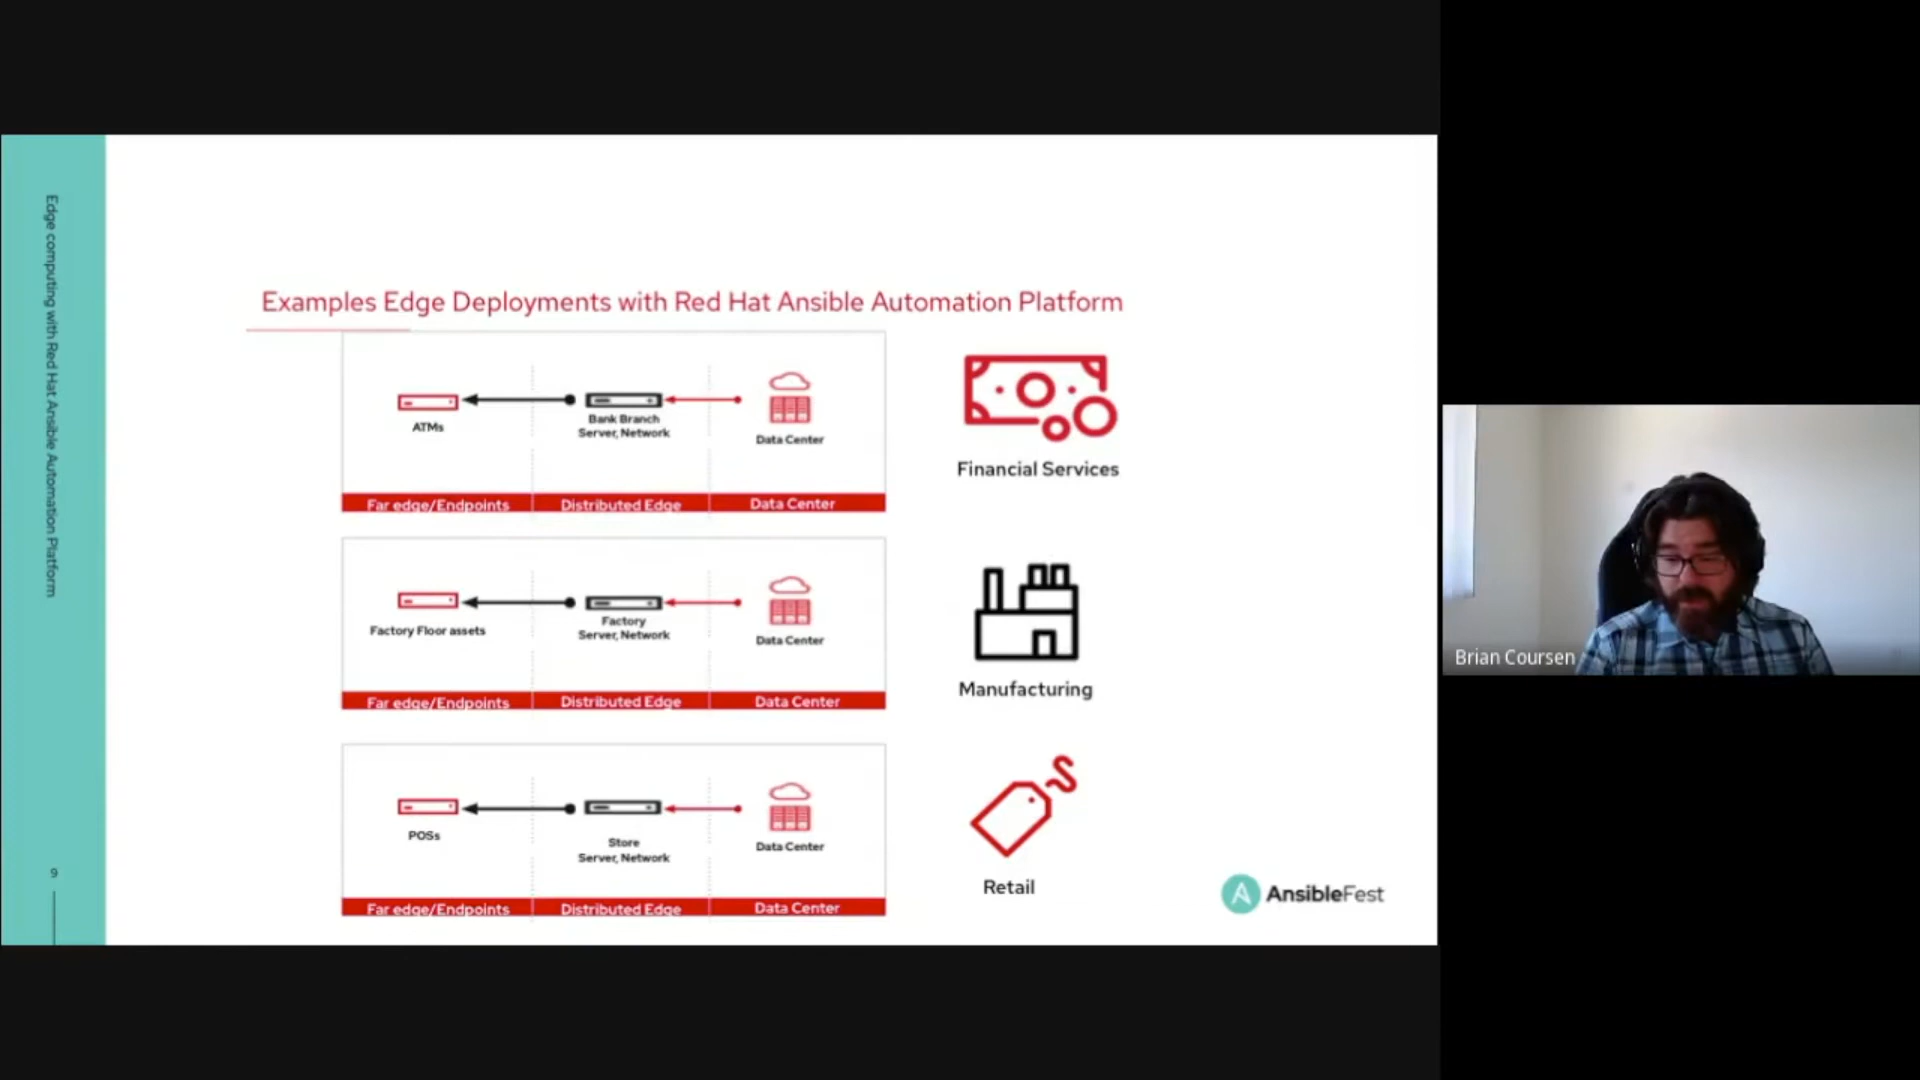 Edge computing with Red Hat Ansible Automation Platform
Examples Edge Deployments with Red Hat Ansible Automation Platform
ATMs
Bank Branch
Server, Network
Data Center
Far edge/Endpoints
Distributed Edge
Data Center
Financial Services
Factory Floor assets
Factory
Server, Network
Data Center
Far edge/Endpoints
Distributed Edge
Data Center
Manufacturing
POSs
Store
Server, Network
Data Center
Far edge/Endpoints
Distributed Edge
Data Center
Retail
9
AnsibleFest
Brian Coursen